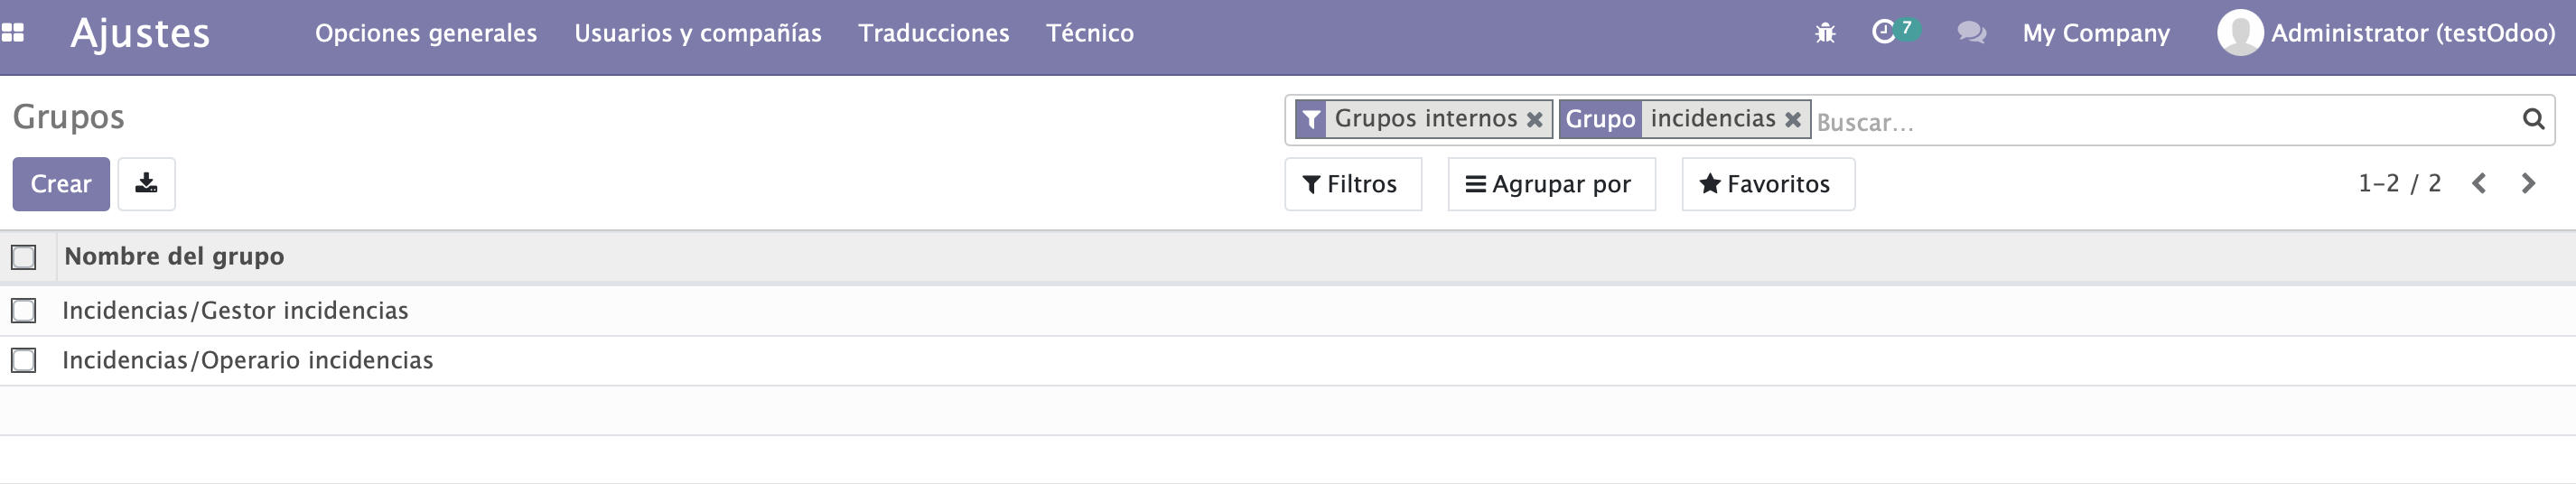 Ajustes Opciones generales Usuarios y compañías Traducciones Técnico 7 My Company Administrator (testOdoo)
Grupos Grupos internos Grupo incidencias Buscar...
Crear Filtros Agrupar por Favoritos 1-2 / 2
Nombre del grupo
Incidencias/Gestor incidencias
Incidencias/Operario incidencias